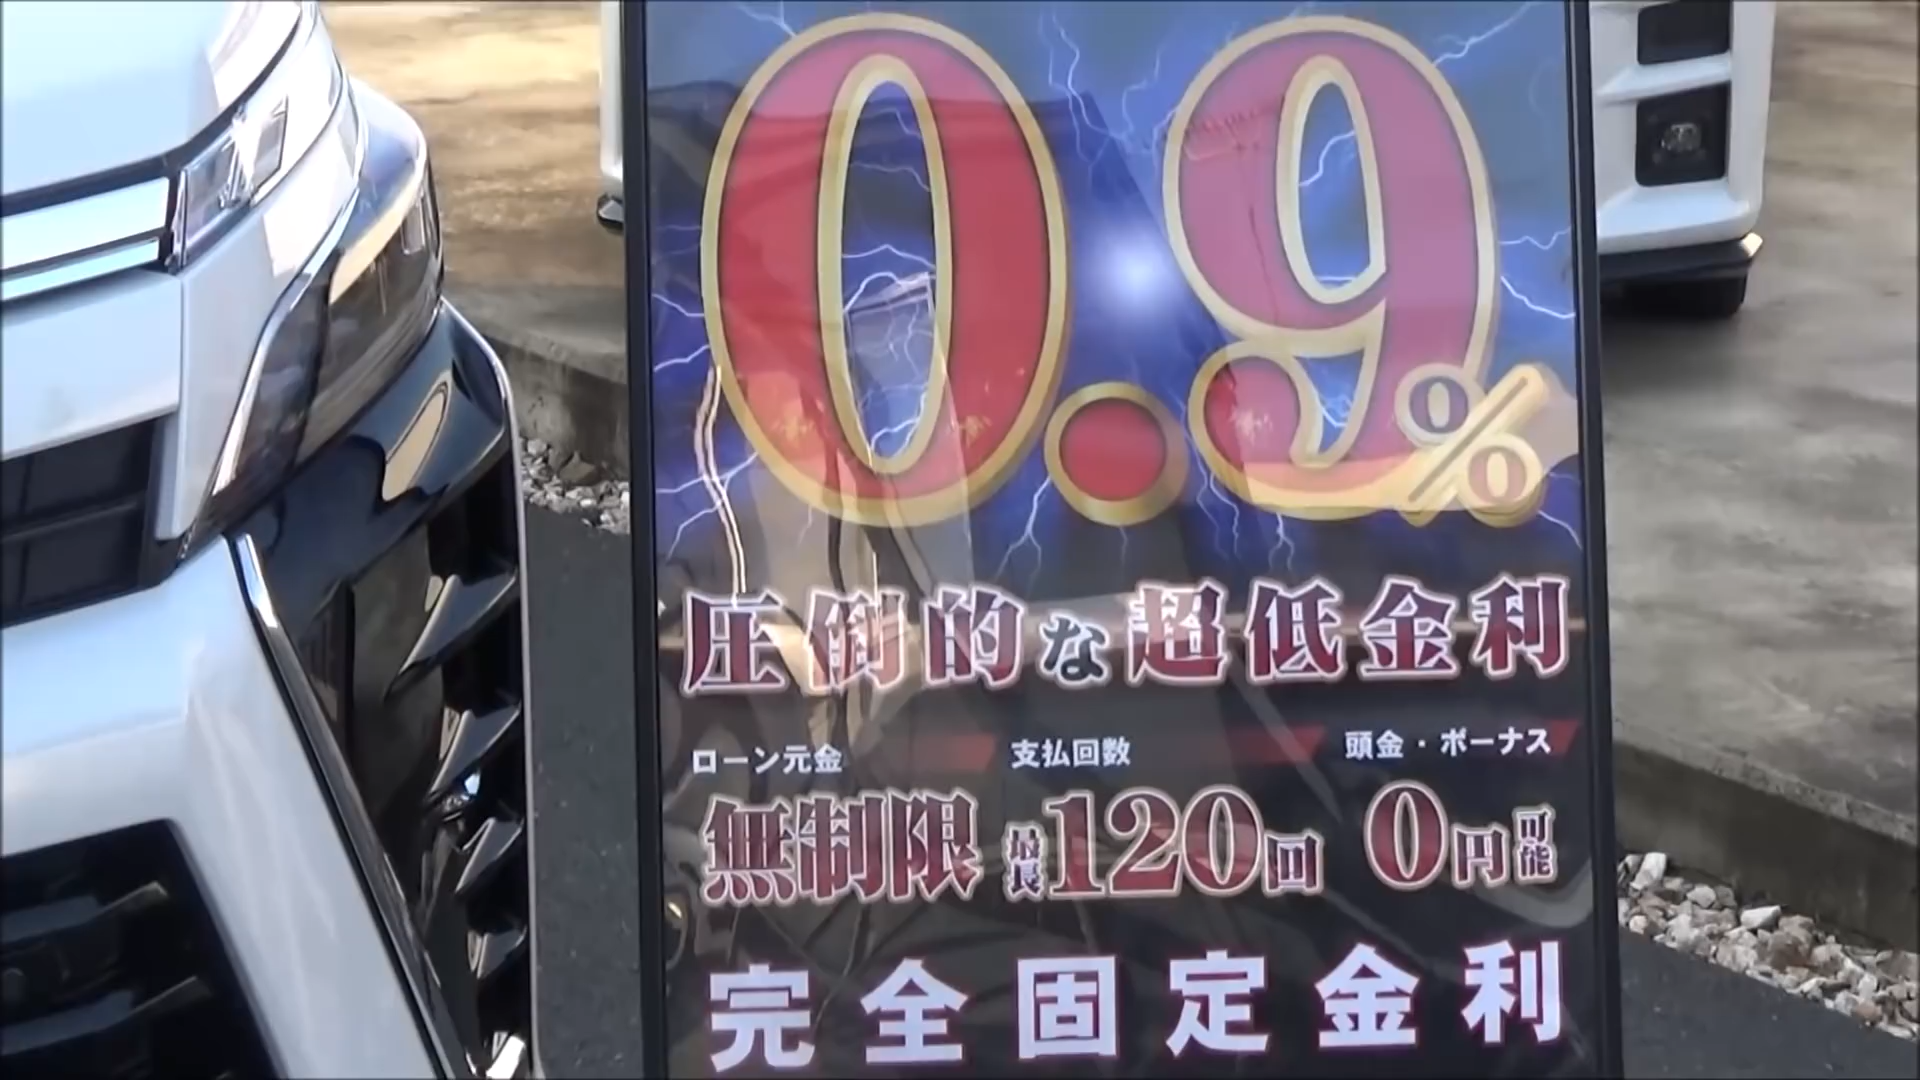 0.9%
圧倒的な超低金利
ローン元金 支払回数 頭金・ボーナス
無制限 最長120回 0円可能
完全固定金利